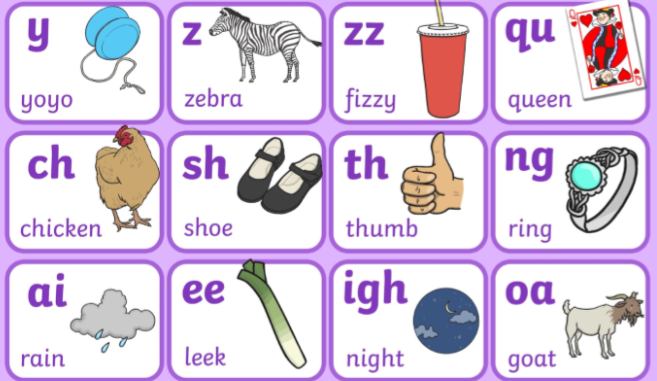 y
yoyo
z
zebra
zz
fizzy
qu
queen
ch
chicken
sh
shoe
th
thumb
ng
ring
ai
rain
ee
leek
igh
night
oa
goat